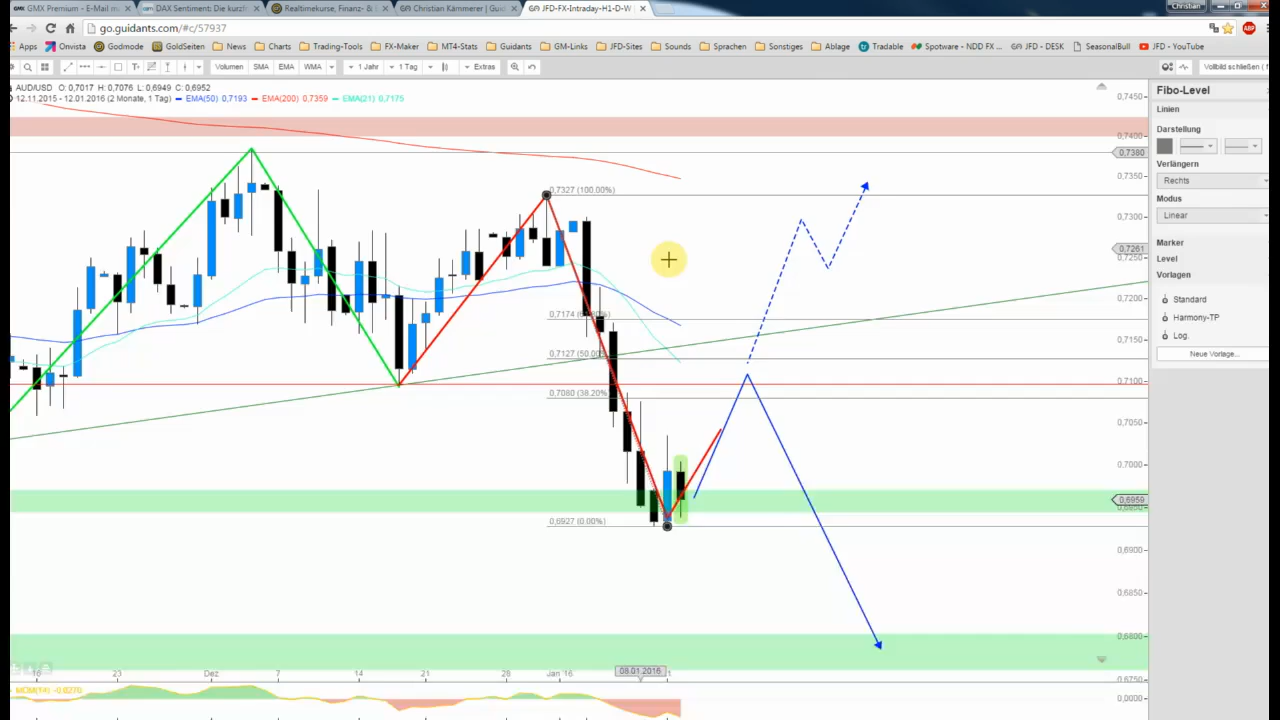 GMX Premium - E-Mail m
DAX Sentiment: Die kurzf
Realtimekurse, Finanz- & I
Christian Kämmerer | Guid
JFD-FX-Intraday-H1-D-W
Christian
go.guidants.com/#c/57937
Apps
Onvista
Godmode
GoldSeiten
News
Charts
Trading-Tools
FX-Maker
MT4-Stats
Guidants
GM-Links
JFD-Sites
Sounds
Sprachen
Sonstiges
Ablage
Tradable
Spotware - NDD FX ...
JFD - DESK
SeasonalBull
JFD - YouTube
Volumen
SMA
EMA
WMA
1 Jahr
1 Tag
Extras
Vollbild schließen ( f
AUD/USD O: 0,7017 H: 0,7076 L: 0,6949 C: 0,6952
12.11.2015 - 12.01.2016 (2 Monate, 1 Tag)
EMA(50) 0,7193
EMA(200) 0,7359
EMA(21) 0,7175
0,7450
0,7400
0,7380
0,7350
0,7300
0,7261
0,7250
0,7200
0,7150
0,7100
0,7050
0,7000
0,6959
0,6900
0,6850
0,6800
0,6750
0,0000
0,7327 (100.00%)
0,7127 (50.00%)
0,7080 (38.20%)
0,6927 (0.00%)
23
Dez
7
14
21
28
Jan '16
08.01.2016
MOM(14) -0.0270
Fibo-Level
Linien
Darstellung
Verlängern
Rechts
Modus
Linear
Marker
Level
Vorlagen
Standard
Harmony-TP
Log.
Neue Vorlage...